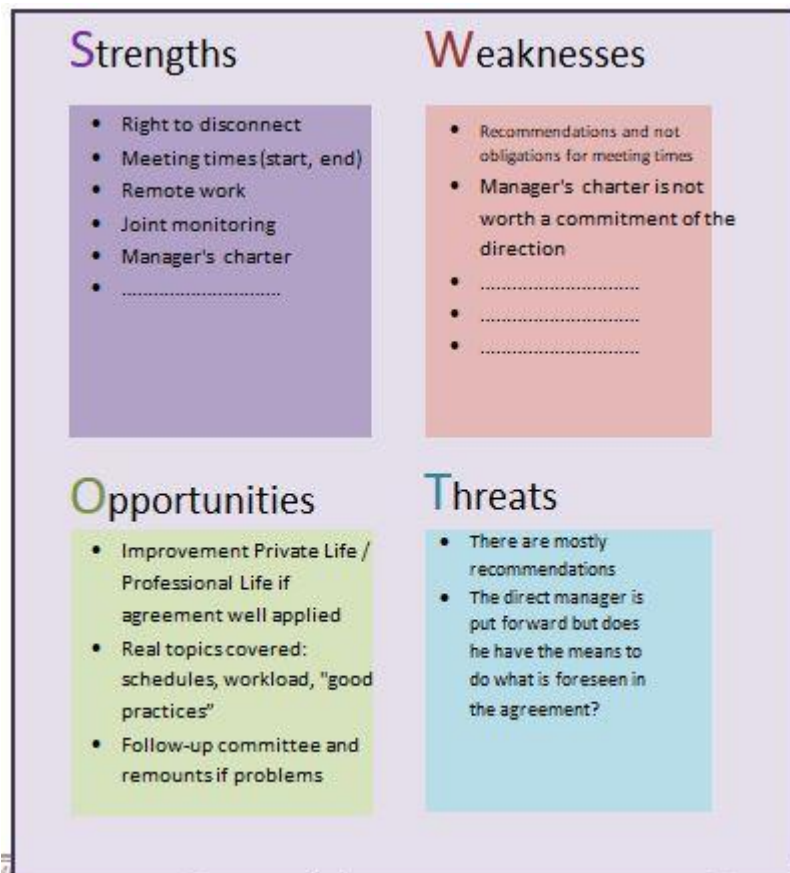 Strengths
• Right to disconnect
• Meeting times (start, end)
• Remote work
• Joint monitoring
• Manager's charter
• ................................
Weaknesses
• Recommendations and not
obligations for meeting times
• Manager's charter is not
worth a commitment of the
direction
• ................................
• ................................
• ................................
Opportunities
• Improvement Private Life /
Professional Life if
agreement well applied
• Real topics covered:
schedules, workload, "good
practices"
• Follow-up committee and
remounts if problems
Threats
• There are mostly
recommendations
• The direct manager is
put forward but does
he have the means to
do what is foreseen in
the agreement?